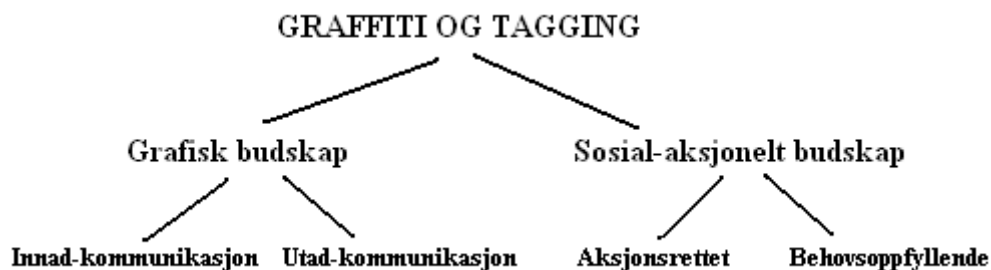 GRAFFITI OG TAGGING
Grafisk budskap Sosial-aksjonelt budskap
Innad-kommunikasjon Utad-kommunikasjon Aksjonsrettet Behovsoppfyllende